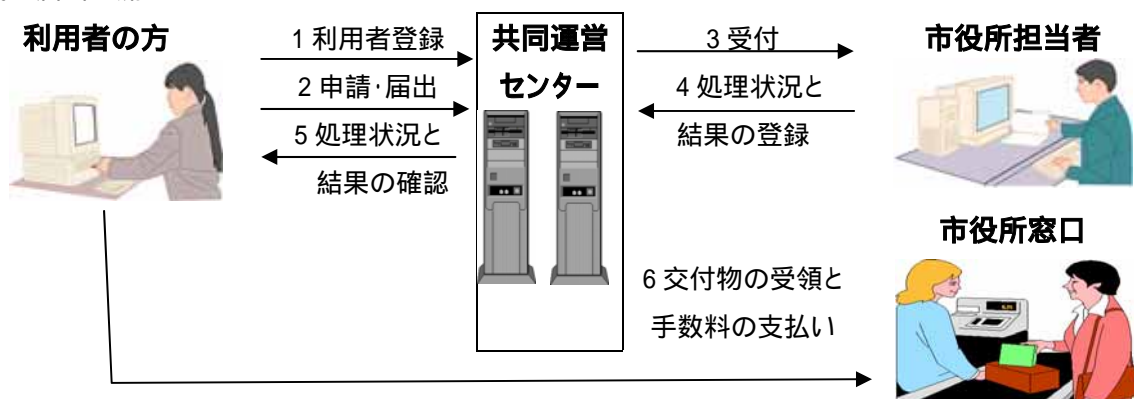 利用者の方
1 利用者登録
2 申請･届出
5 処理状況と
結果の確認
共同運営
センター
3 受付
4 処理状況と
結果の登録
市役所担当者
市役所窓口
6 交付物の受領と
手数料の支払い